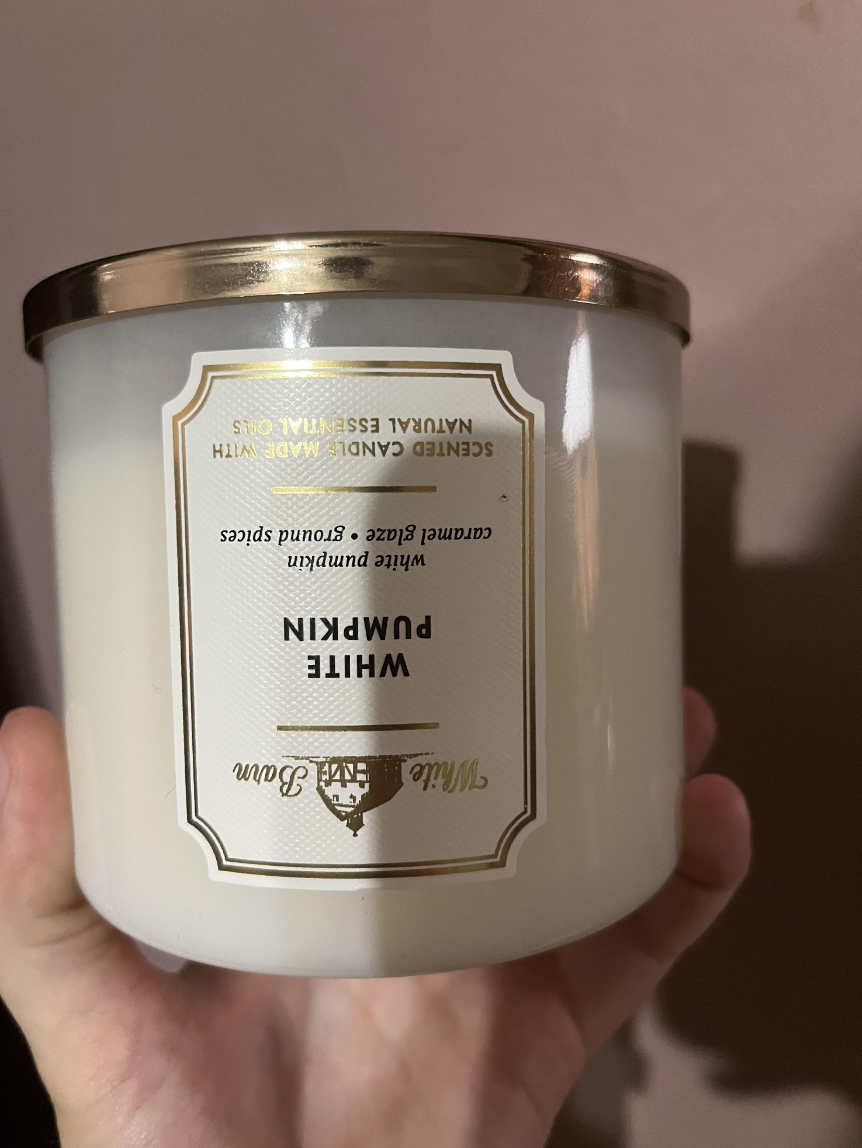 White Barn
WHITE
PUMPKIN
white pumpkin
caramel glaze • ground spices
SCENTED CANDLE MADE WITH
NATURAL ESSENTIAL OILS